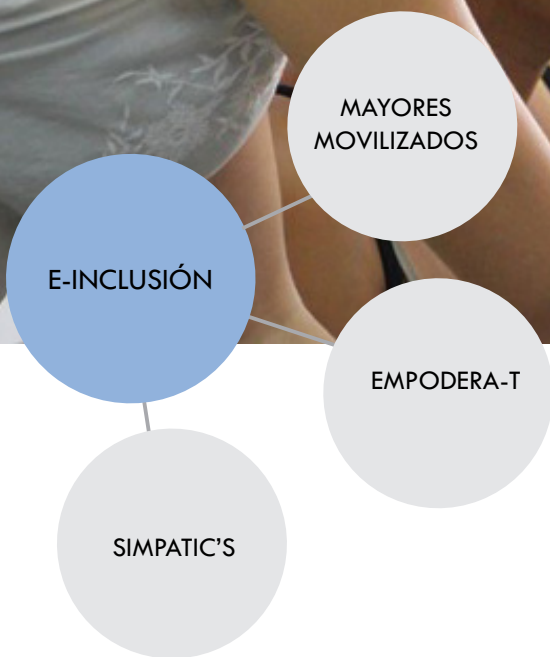 MAYORES
MOVILIZADOS
E-INCLUSIÓN
EMPODERA-T
SIMPATIC'S